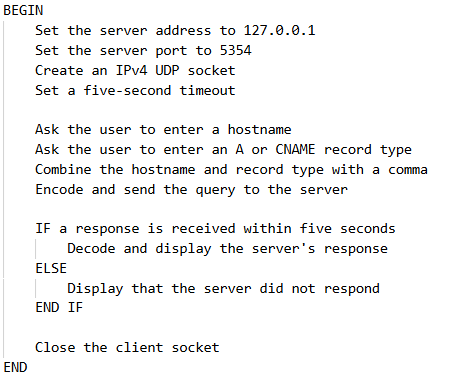 BEGIN
Set the server address to 127.0.0.1
Set the server port to 5354
Create an IPv4 UDP socket
Set a five-second timeout
Ask the user to enter a hostname
Ask the user to enter an A or CNAME record type
Combine the hostname and record type with a comma
Encode and send the query to the server
IF a response is received within five seconds
Decode and display the server's response
ELSE
Display that the server did not respond
END IF
Close the client socket
END